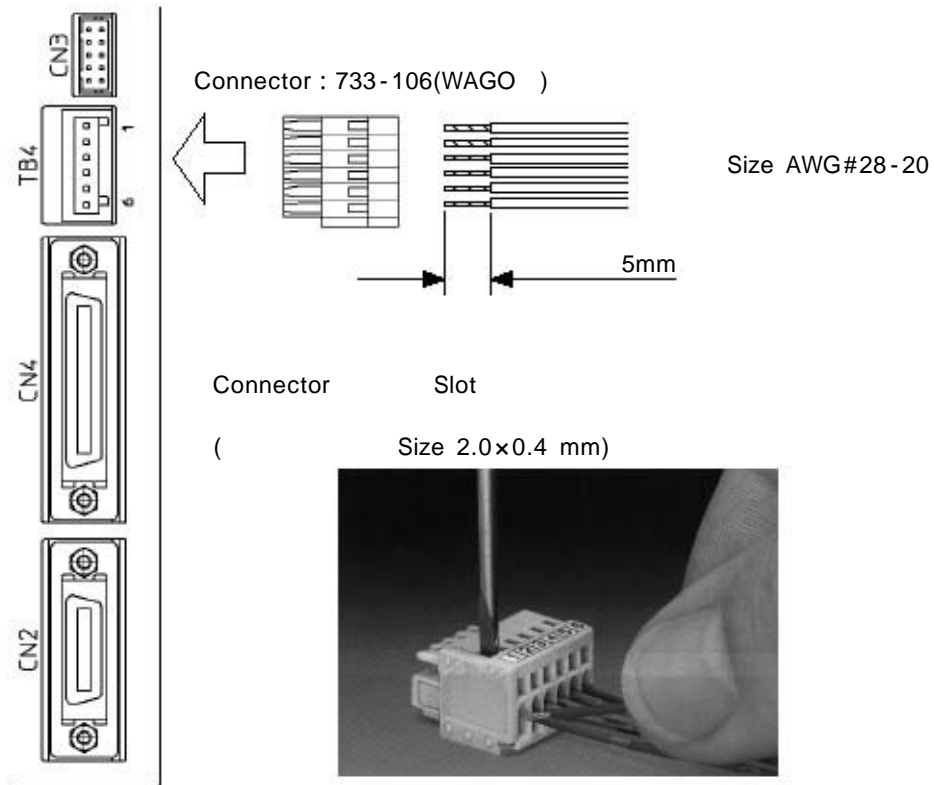 CN3
Connector : 733-106(WAGO )
TB4
1
6
Size AWG#28-20
5mm
CN4
Connector Slot
( Size 2.0×0.4 mm)
CN2